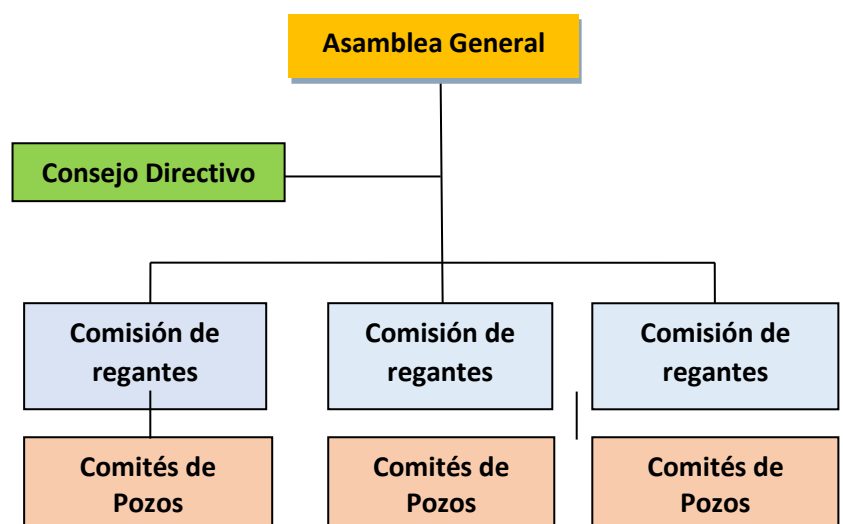 Asamblea General
Consejo Directivo
Comisión de
regantes
Comisión de
regantes
Comisión de
regantes
Comités de
Pozos
Comités de
Pozos
Comités de
Pozos